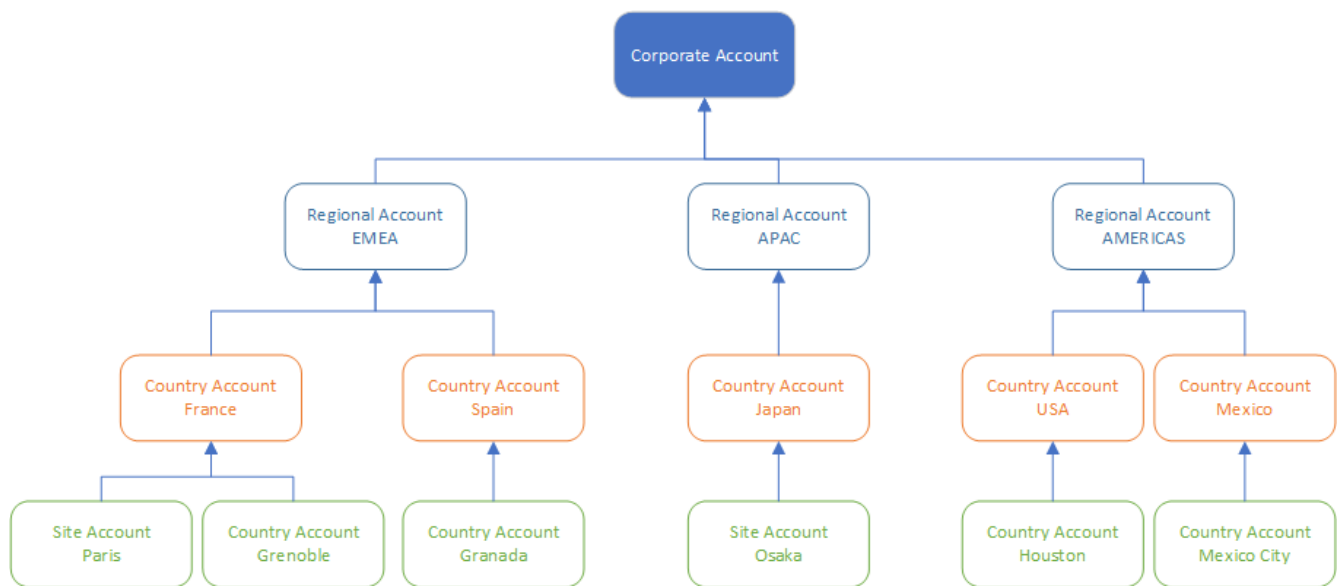 Corporate Account
Regional Account
EMEA
Regional Account
APAC
Regional Account
AMERICAS
Country Account
France
Country Account
Spain
Country Account
Japan
Country Account
USA
Country Account
Mexico
Site Account
Paris
Country Account
Grenoble
Country Account
Granada
Site Account
Osaka
Country Account
Houston
Country Account
Mexico City